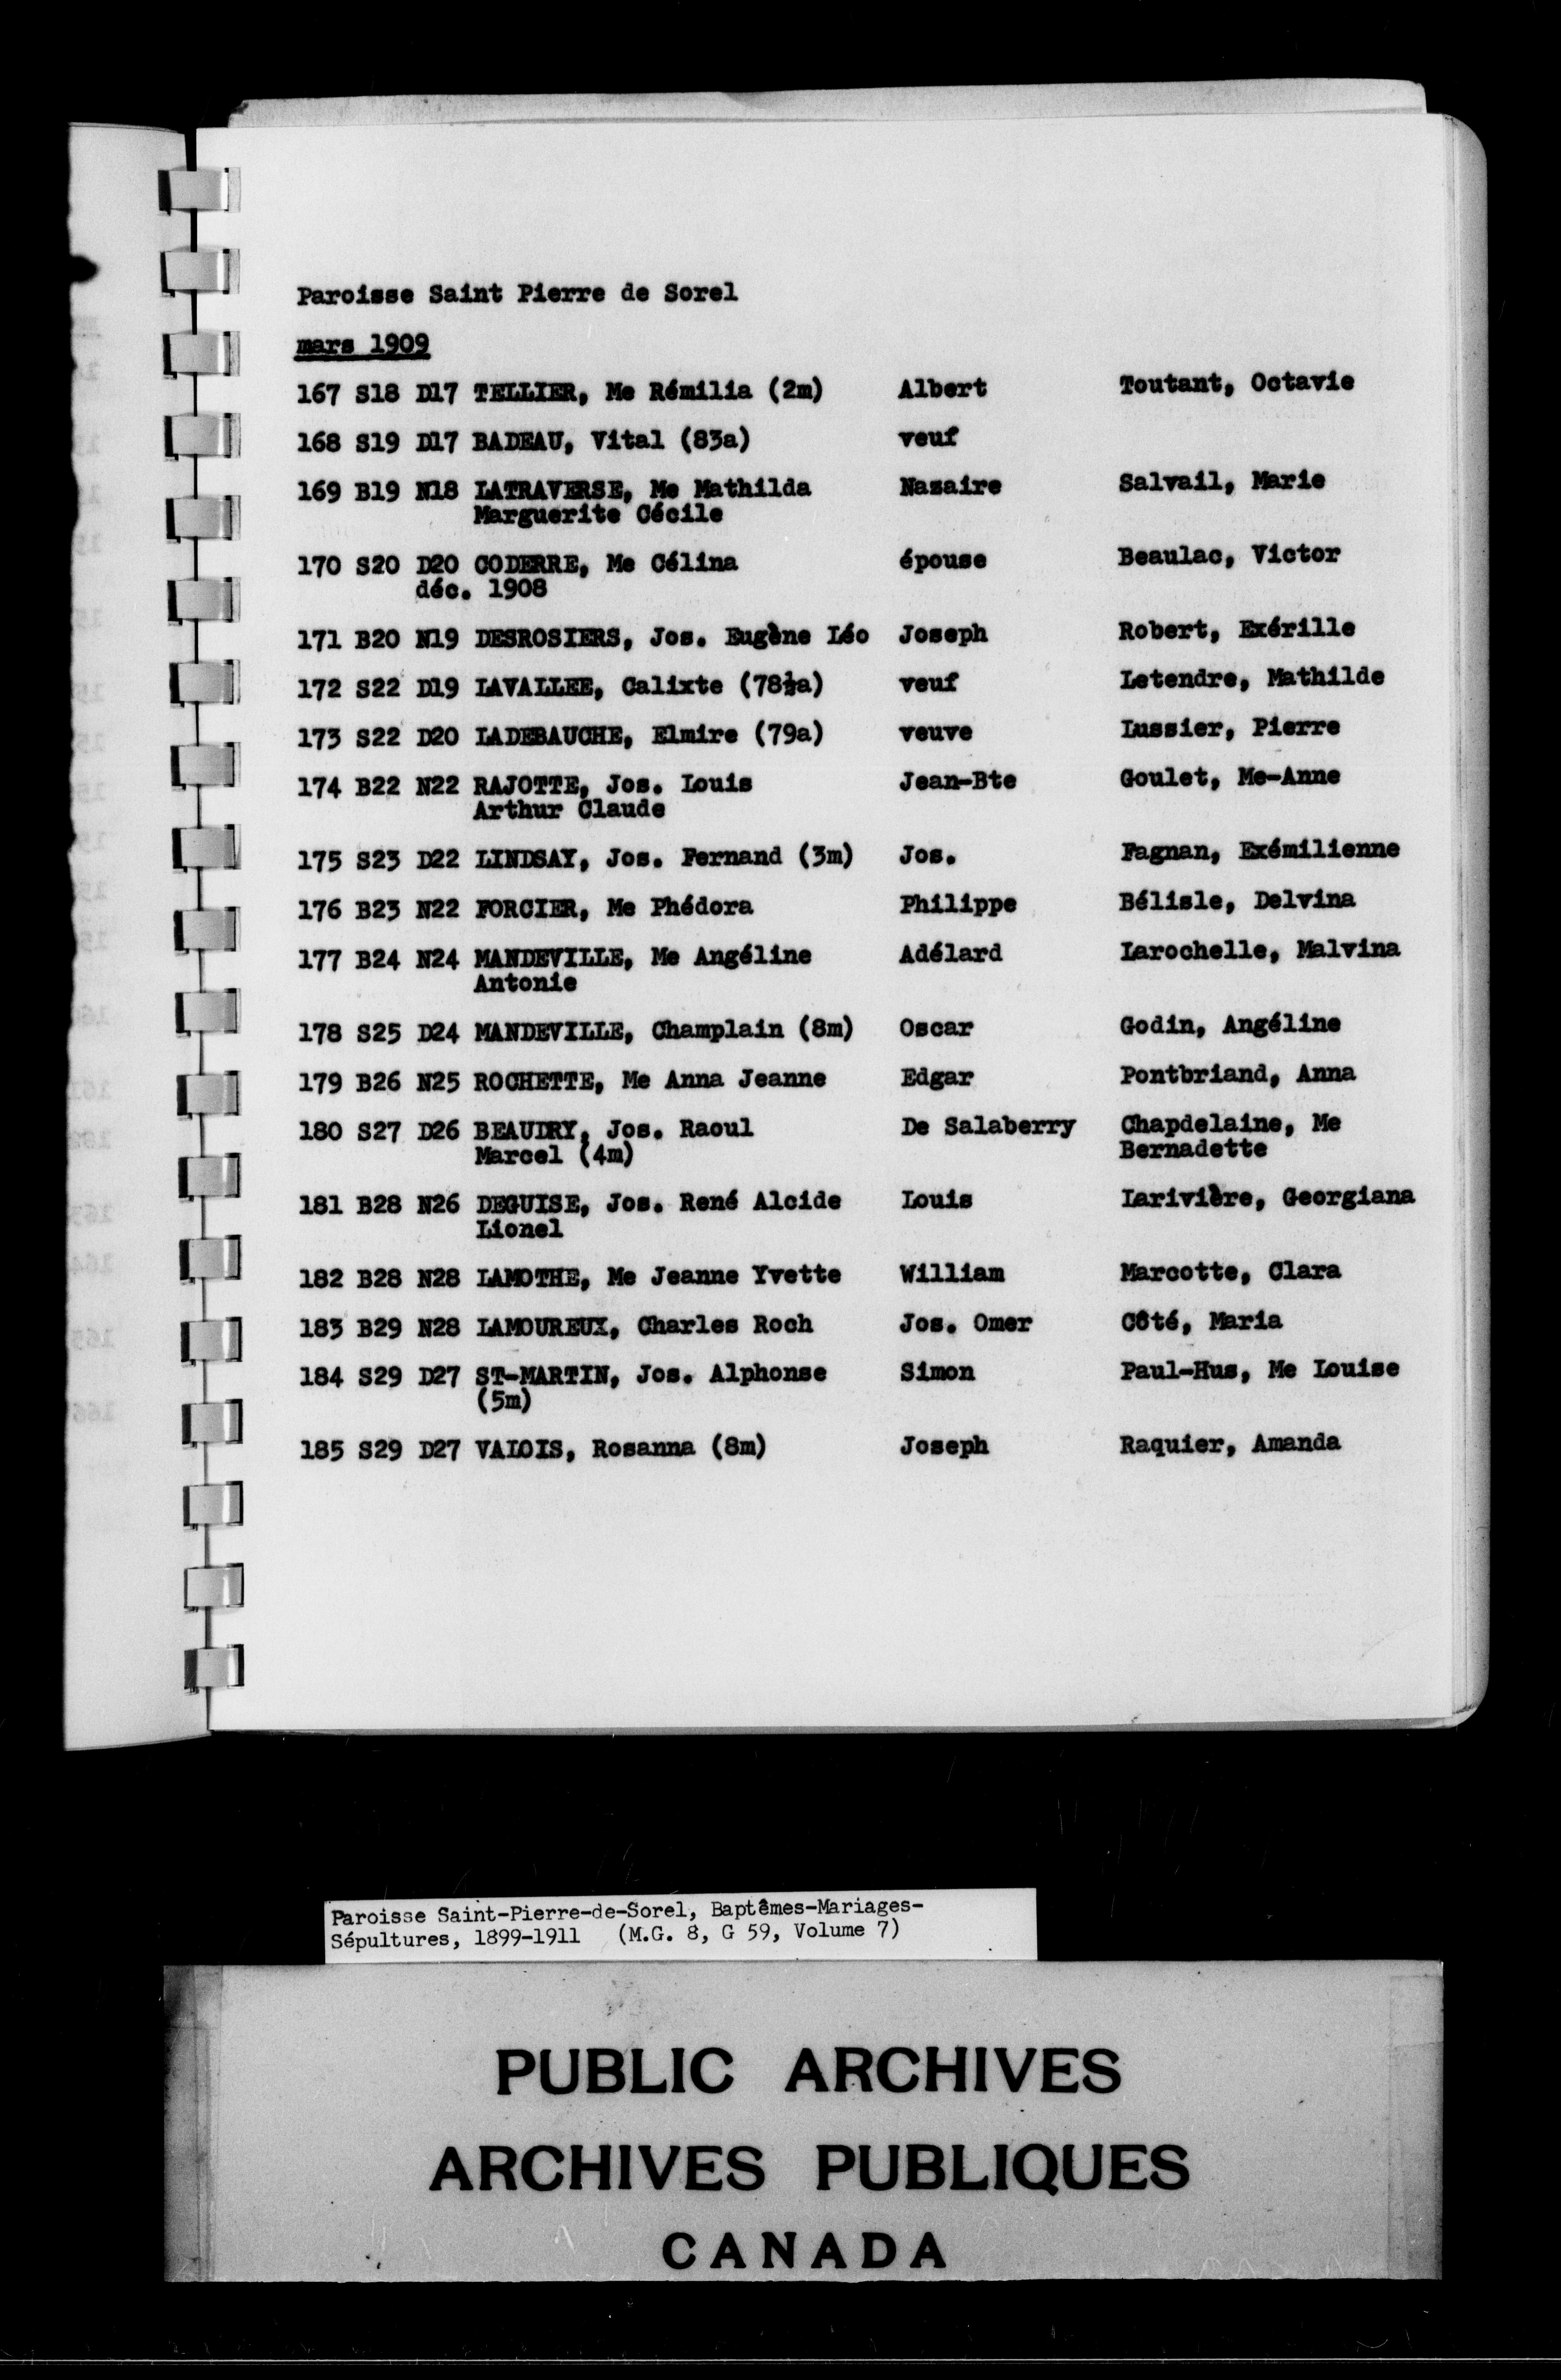 Paroisse Saint Pierre de Sorel
mars 1909
167 S18 D17 TELLIER, Me Rémilia (2m) Albert Toutant, Octavie
168 S19 D17 BADEAU, Vital (83a) veuf
169 B19 N18 LATRAVERSE, Me Mathilda Nazaire Salvail, Marie
Marguerite Cécile
170 S20 D20 CODERRE, Me Célina épouse Beaulac, Victor
déc. 1908
171 B20 N19 DESROSIERS, Jos. Eugène Léo Joseph Robert, Exérille
172 S22 D19 LAVALLEE, Calixte (78½a) veuf Letendre, Mathilde
173 S22 D20 LADEBAUCHE, Elmire (79a) veuve Lussier, Pierre
174 B22 N22 RAJOTTE, Jos. Louis Jean-Bte Goulet, Me-Anne
Arthur Claude
175 S23 D22 LINDSAY, Jos. Fernand (3m) Jos. Fagnan, Exémilienne
176 B23 N22 FORCIER, Me Phédora Philippe Bélisle, Delvina
177 B24 N24 MANDEVILLE, Me Angéline Adélard Larochelle, Malvina
Antonie
178 S25 D24 MANDEVILLE, Champlain (8m) Oscar Godin, Angéline
179 B26 N25 ROCHETTE, Me Anna Jeanne Edgar Pontbriand, Anna
180 S27 D26 BEAUDRY, Jos. Raoul De Salaberry Chapdelaine, Me
Marcel (4m) Bernadette
181 B28 N26 DEGUISE, Jos. René Alcide Louis Larivière, Georgiana
Lionel
182 B28 N28 LAMOTHE, Me Jeanne Yvette William Marcotte, Clara
183 B29 N28 LAMOUREUX, Charles Roch Jos. Omer Côté, Maria
184 S29 D27 ST-MARTIN, Jos. Alphonse Simon Paul-Hus, Me Louise
(5m)
185 S29 D27 VALOIS, Rosanna (8m) Joseph Raquier, Amanda
Paroisse Saint-Pierre-de-Sorel, Baptêmes-Mariages-
Sépultures, 1899-1911 (M.G. 8, G 59, Volume 7)
PUBLIC ARCHIVES
ARCHIVES PUBLIQUES
CANADA